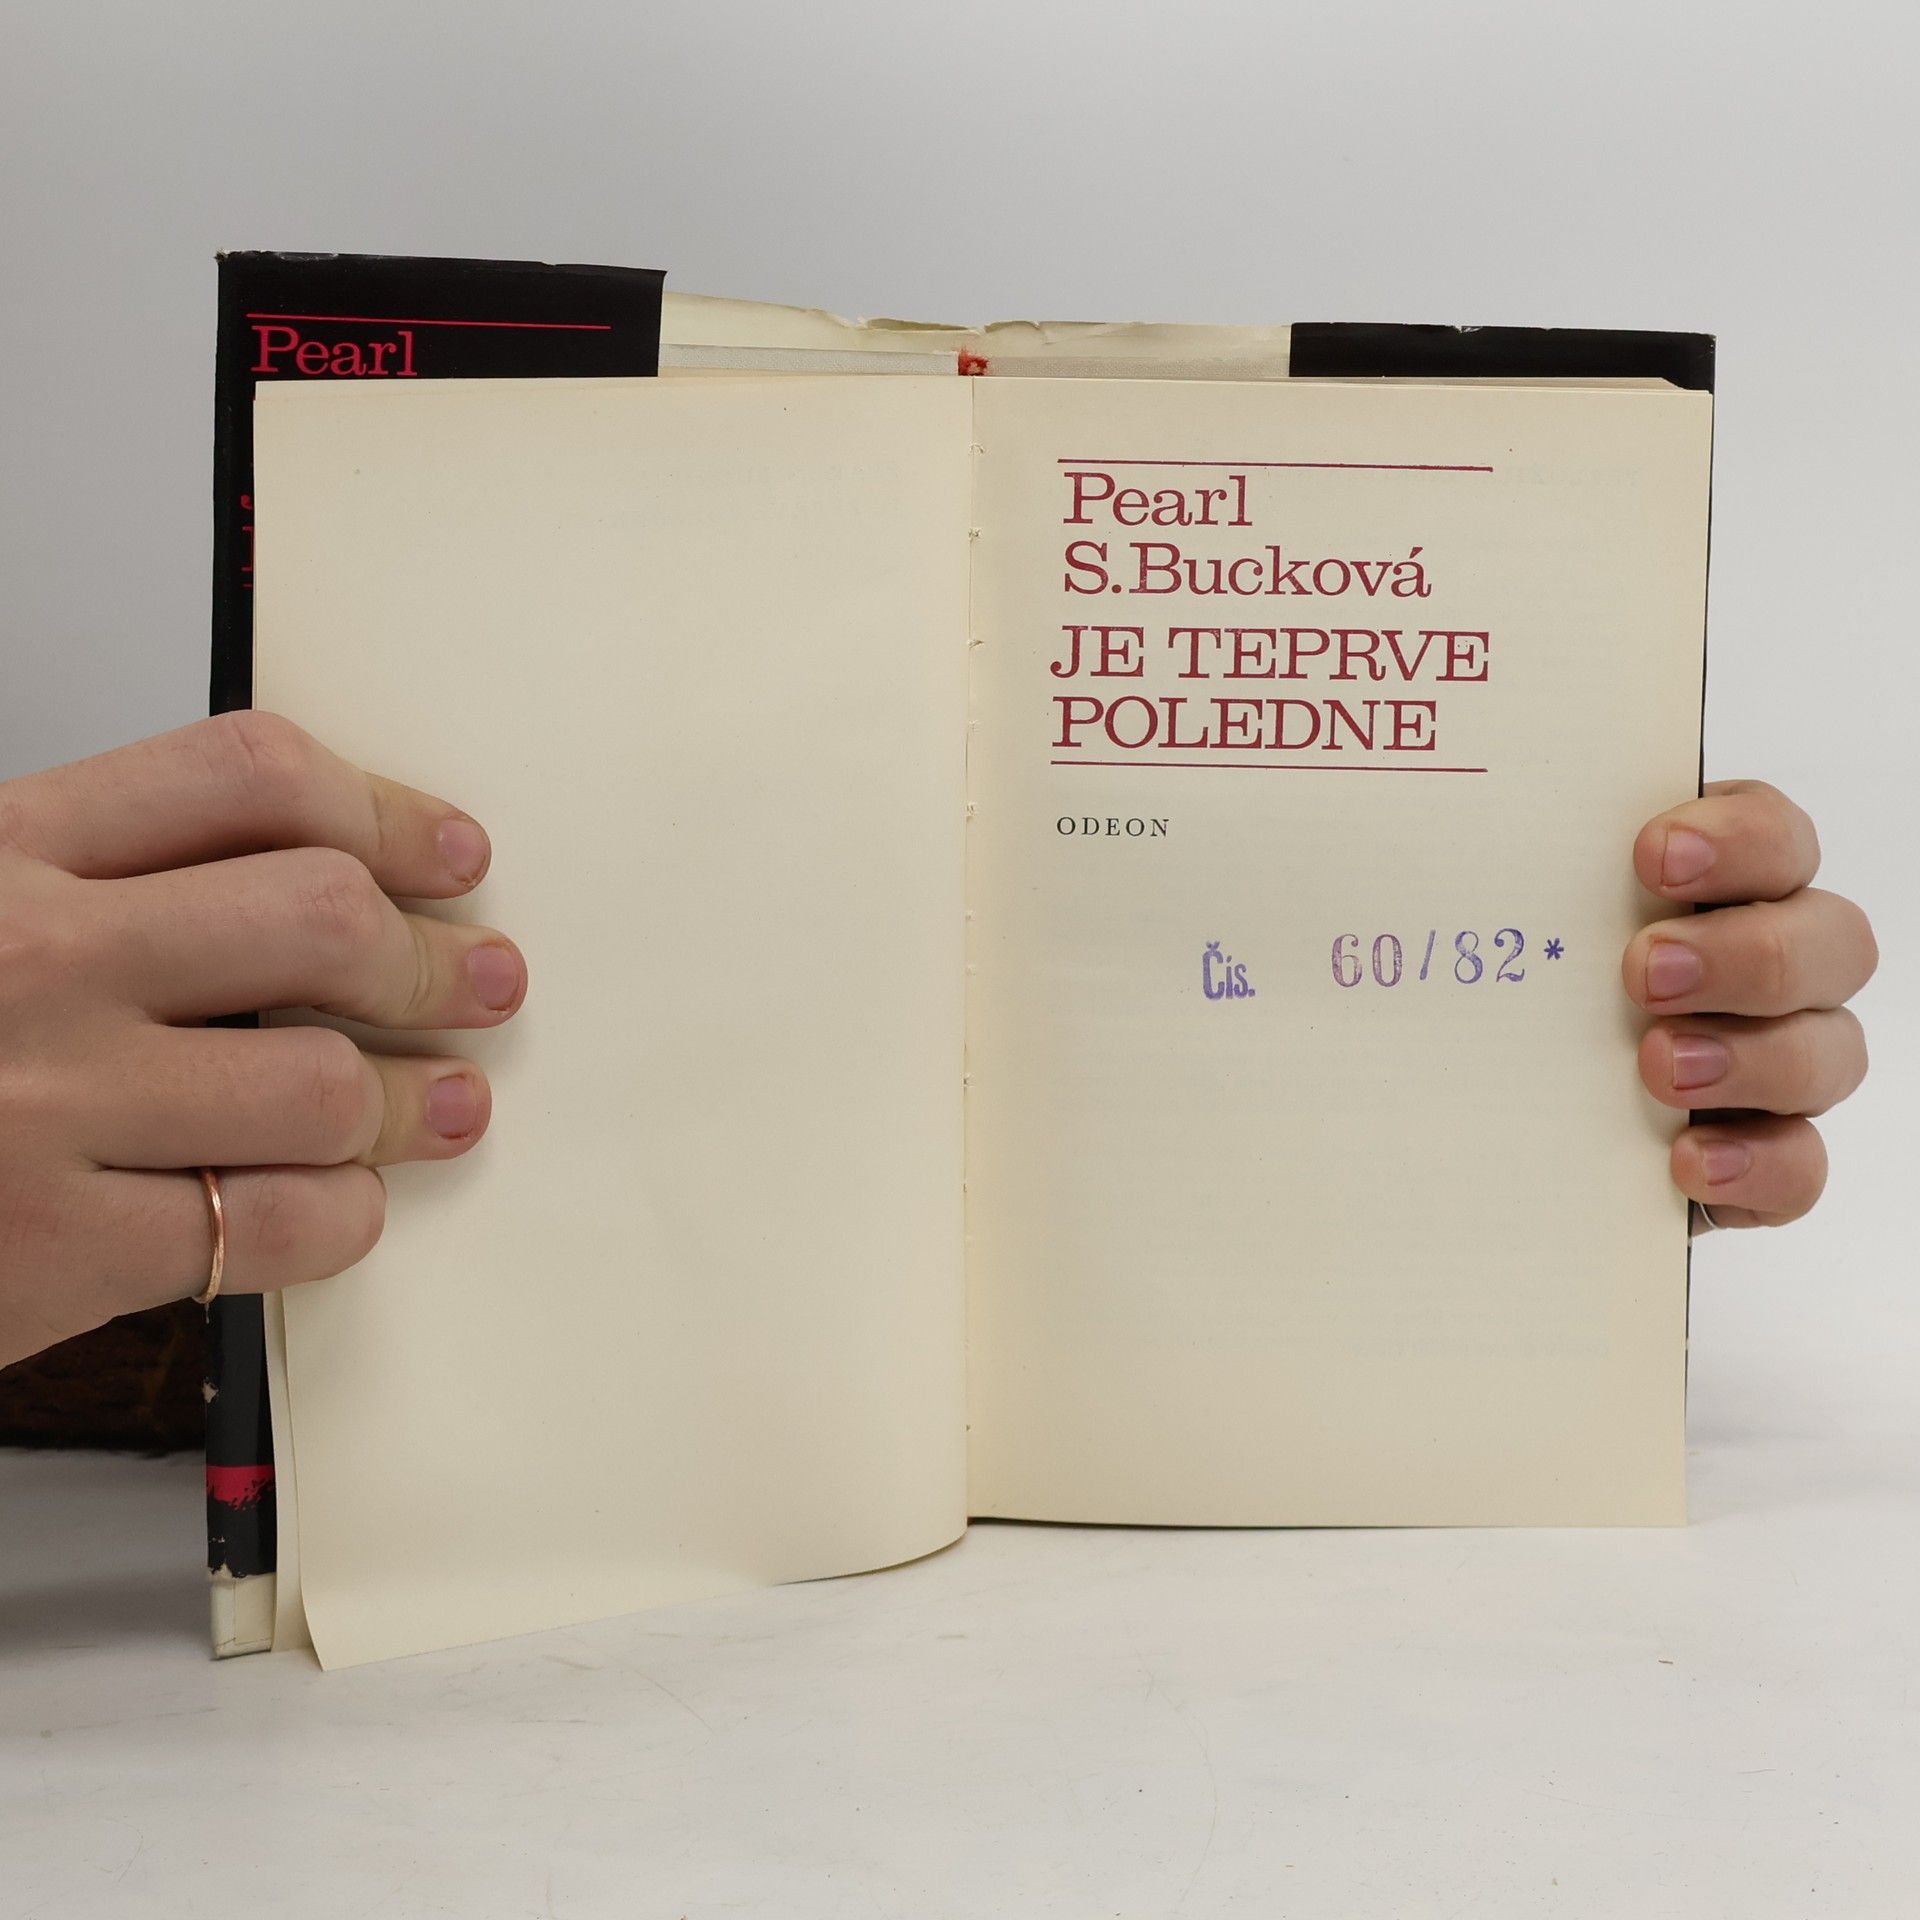 Pearl
Pearl
S. Bucková
JE TEPRVE
POLEDNE
ODEON
Čís. 60/82*